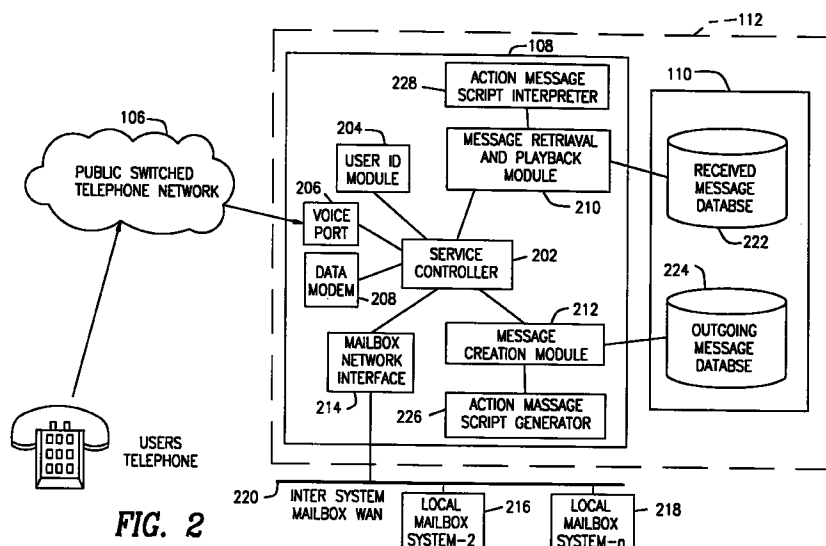 112
108
ACTION MESSAGE
SCRIPT INTERPRETER
228
110
106
PUBLIC SWITCHED
TELEPHONE NETWORK
204
USER ID
MODULE
MESSAGE RETRIAVAL
AND PLAYBACK
MODULE
210
RECEIVED
MESSAGE
DATABSE
222
206
VOICE
PORT
SERVICE
CONTROLLER
202
DATA
MODEM
208
224
OUTGOING
MESSAGE
DATABSE
212
MESSAGE
CREATION MODULE
MAILBOX
NETWORK
INTERFACE
214
226
ACTION MASSAGE
SCRIPT GENERATOR
USERS
TELEPHONE
220
INTER SYSTEM
MAILBOX WAN
LOCAL
MAILBOX
SYSTEM-2
216
LOCAL
MAILBOX
SYSTEM-n
218
FIG. 2